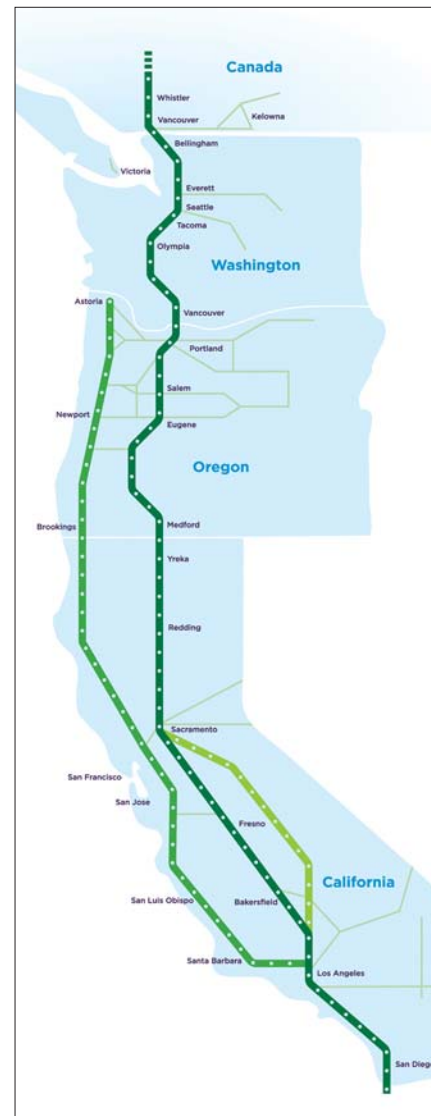 Canada
Whistler
Kelowna
Vancouver
Bellingham
Victoria
Everett
Seattle
Tacoma
Olympia
Washington
Astoria
Vancouver
Portland
Salem
Newport
Eugene
Oregon
Brookings
Medford
Yreka
Redding
Sacramento
San Francisco
San Jose
Fresno
California
Bakersfield
San Luis Obispo
Santa Barbara
Los Angeles
San Diego